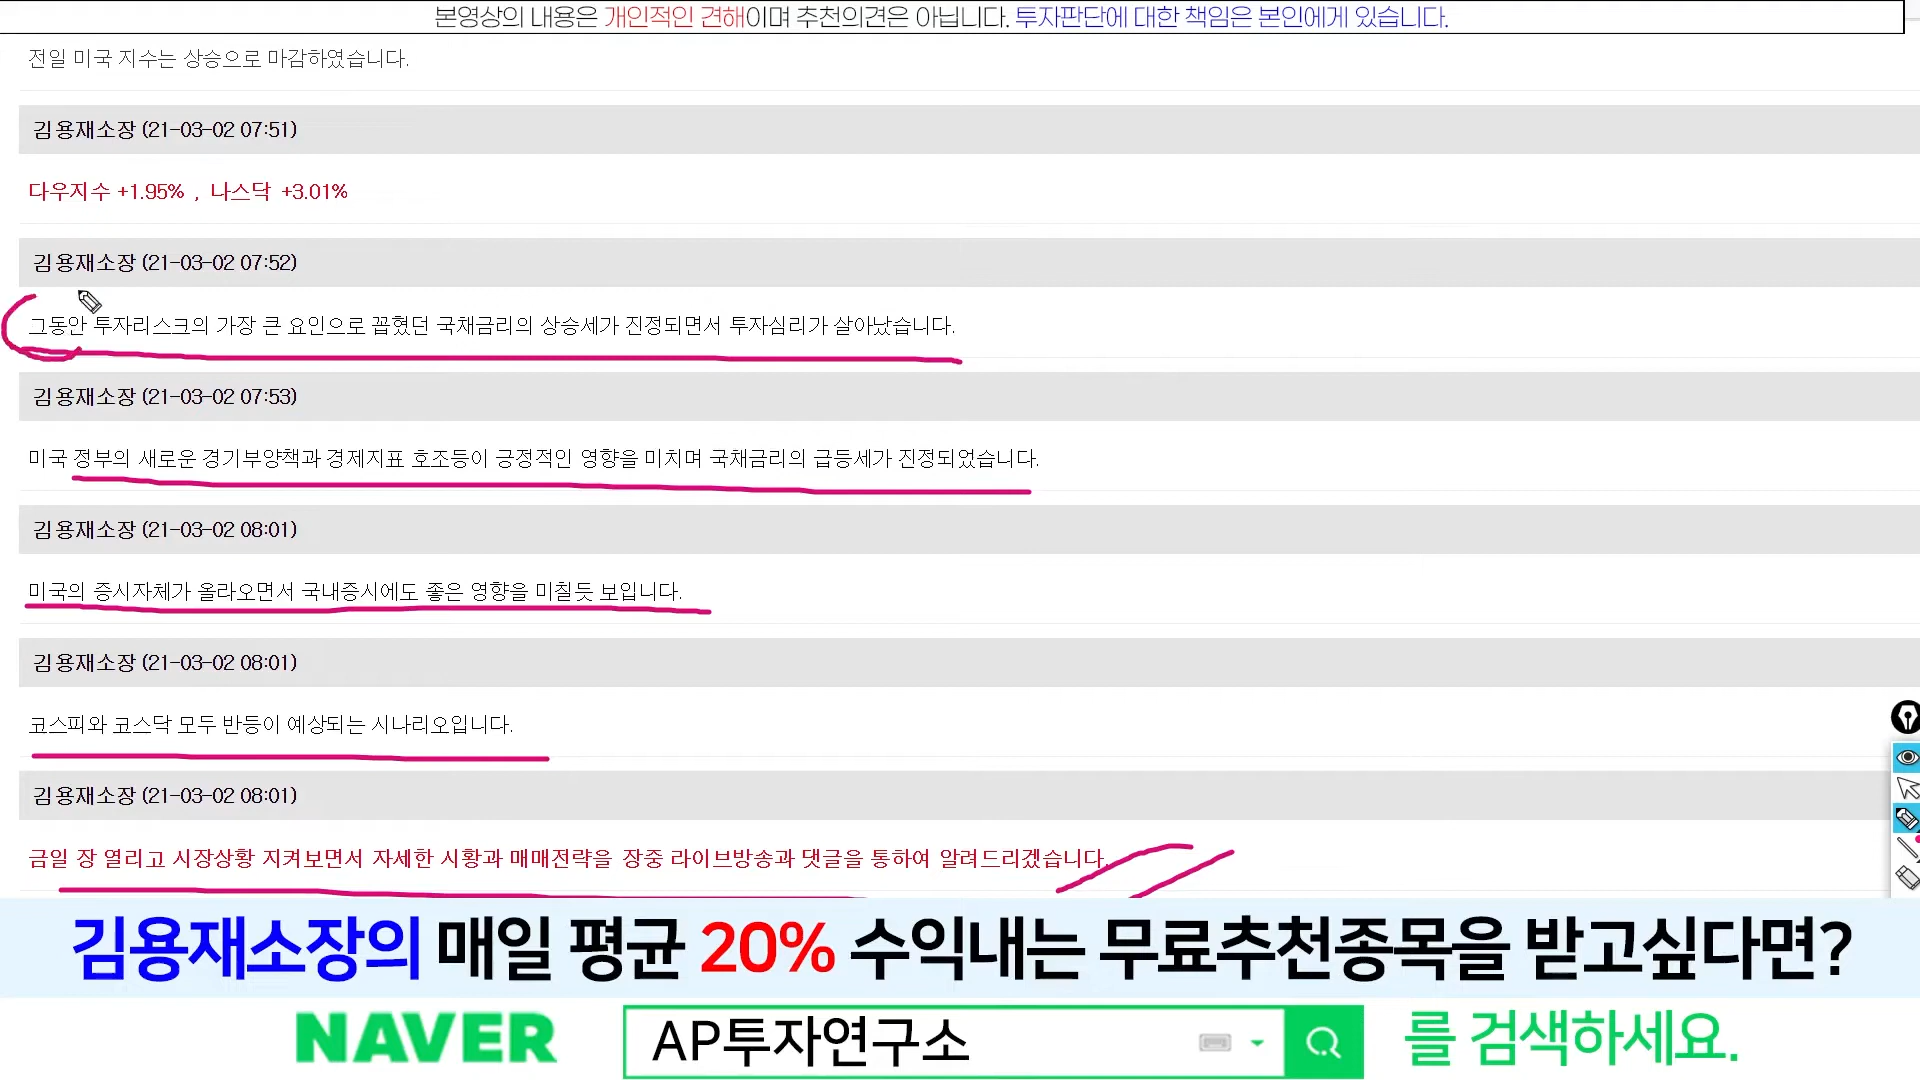 본영상의 내용은 개인적인 견해이며 추천의견은 아닙니다. 투자판단에 대한 책임은 본인에게 있습니다.
전일 미국 지수는 상승으로 마감하였습니다.
김용재소장 (21-03-02 07:51)
다우지수 +1.95% , 나스닥 +3.01%
김용재소장 (21-03-02 07:52)
그동안 투자리스크의 가장 큰 요인으로 꼽혔던 국채금리의 상승세가 진정되면서 투자심리가 살아났습니다.
김용재소장 (21-03-02 07:53)
미국 정부의 새로운 경기부양책과 경제지표 호조등이 긍정적인 영향을 미치며 국채금리의 급등세가 진정되었습니다.
김용재소장 (21-03-02 08:01)
미국의 증시자체가 올라오면서 국내증시에도 좋은 영향을 미칠듯 보입니다.
김용재소장 (21-03-02 08:01)
코스피와 코스닥 모두 반등이 예상되는 시나리오입니다.
김용재소장 (21-03-02 08:01)
금일 장 열리고 시장상황 지켜보면서 자세한 시황과 매매전략을 장중 라이브방송과 댓글을 통하여 알려드리겠습니다.
김용재소장의 매일 평균 20% 수익내는 무료추천종목을 받고싶다면?
NAVER AP투자연구소 를 검색하세요.